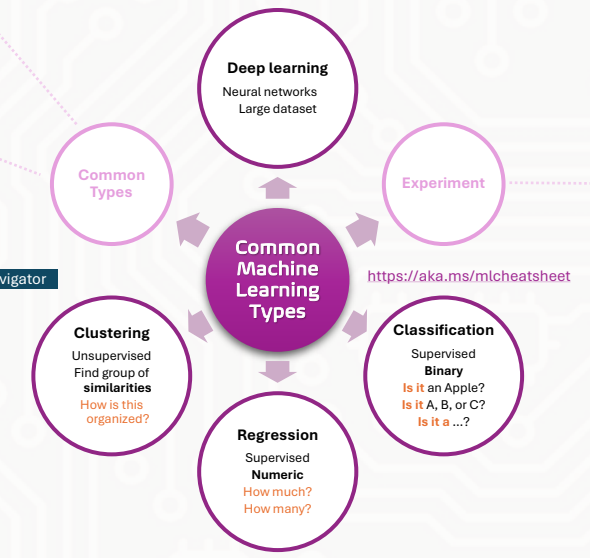 Deep learning
Neural networks
Large dataset
Common
Types
Experiment
Common
Machine
Learning
Types
https://aka.ms/mlcheatsheet
vigator
Clustering
Unsupervised
Find group of
similarities
How is this
organized?
Classification
Supervised
Binary
Is it an Apple?
Is it A, B, or C?
Is it a ...?
Regression
Supervised
Numeric
How much?
How many?